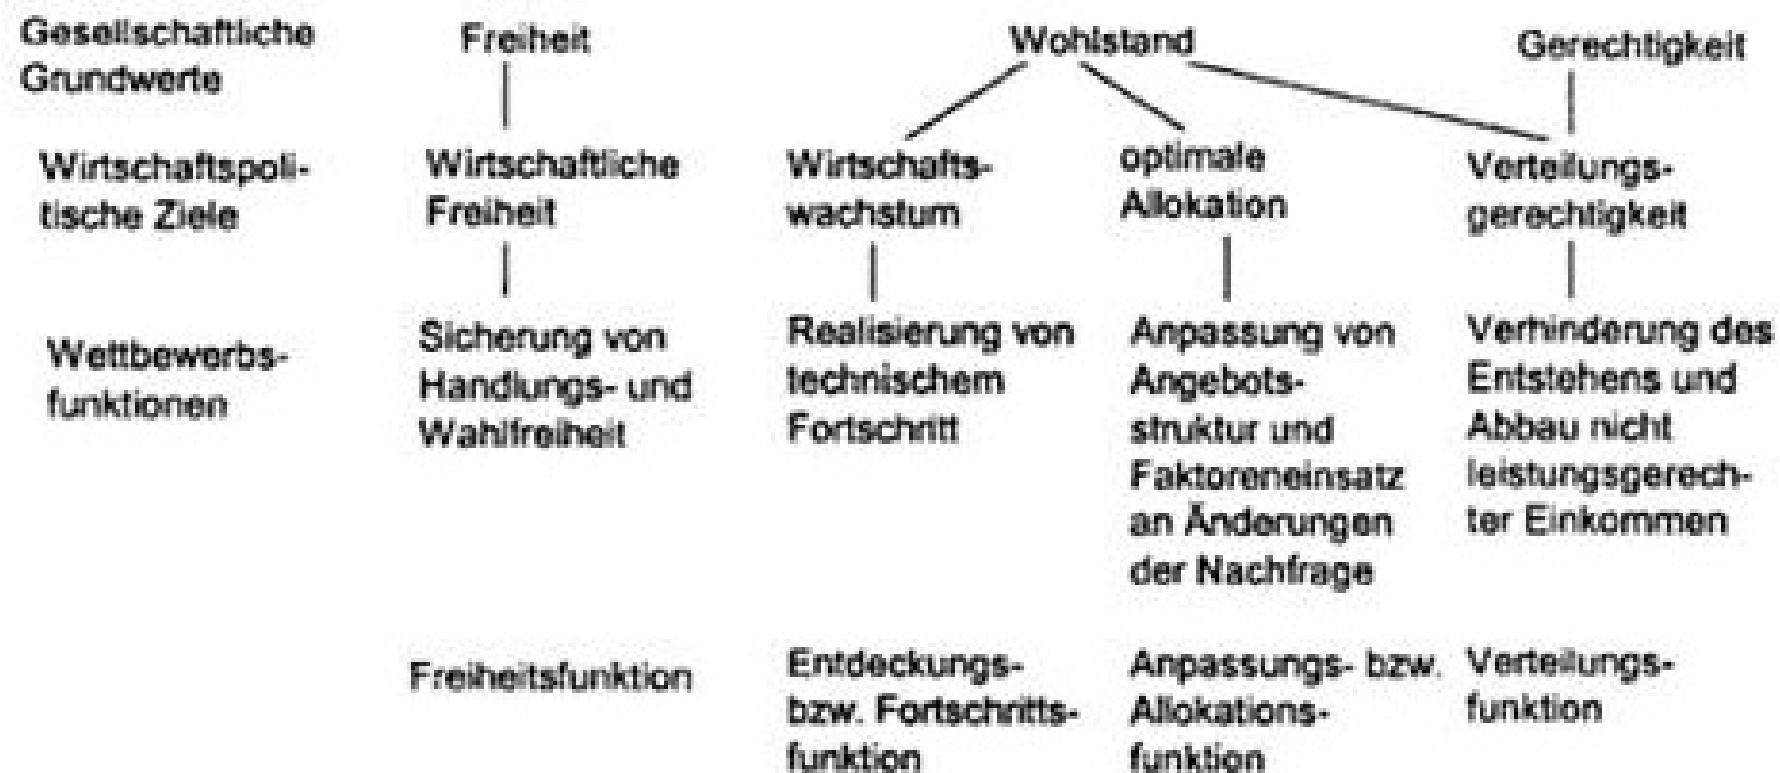 Gesellschaftliche
Grundwerte
Freiheit
Wohlstand
Gerechtigkeit
Wirtschaftspoli-
tische Ziele
Wirtschaftliche
Freiheit
Wirtschafts-
wachstum
optimale
Allokation
Verteilungs-
gerechtigkeit
Wettbewerbs-
funktionen
Sicherung von
Handlungs- und
Wahlfreiheit
Realisierung von
technischem
Fortschritt
Anpassung von
Angebots-
struktur und
Faktoreneinsatz
an Änderungen
der Nachfrage
Verhinderung des
Entstehens und
Abbau nicht
leistungsgerech-
ter Einkommen
Freiheitsfunktion
Entdeckungs-
bzw. Fortschritts-
funktion
Anpassungs- bzw.
Allokations-
funktion
Verteilungs-
funktion